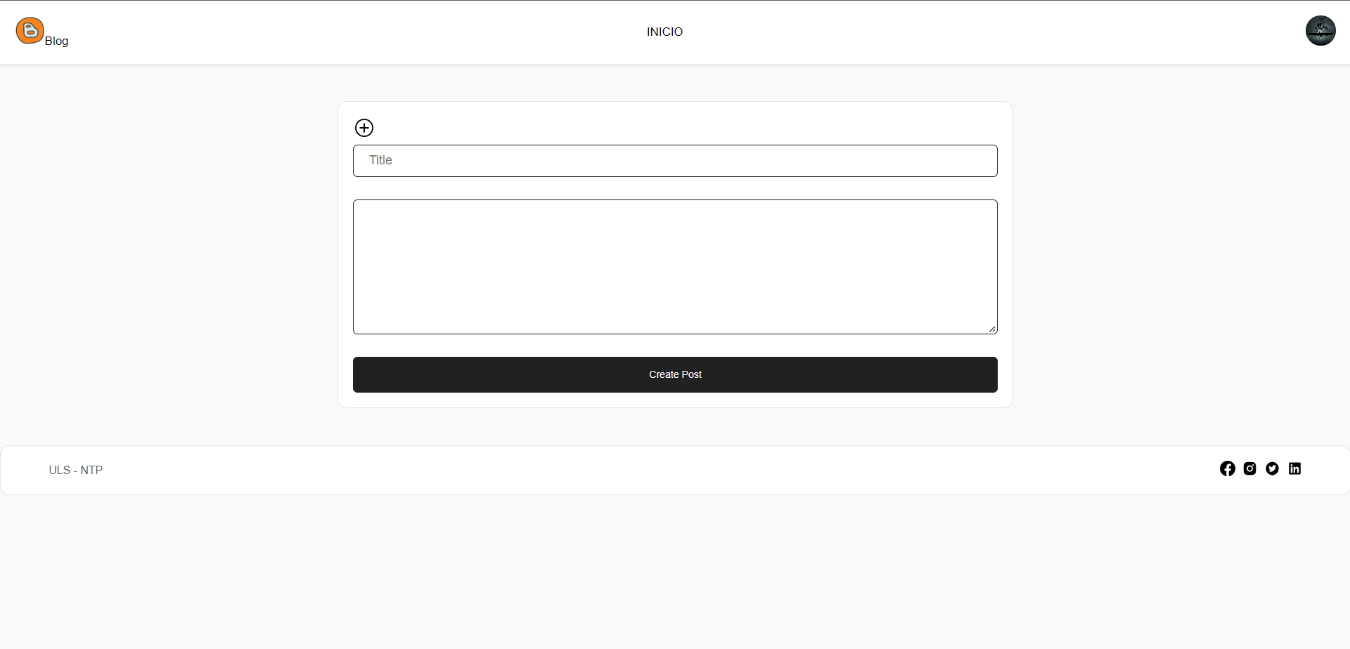 Blog
INICIO
Title
Create Post
ULS - NTP